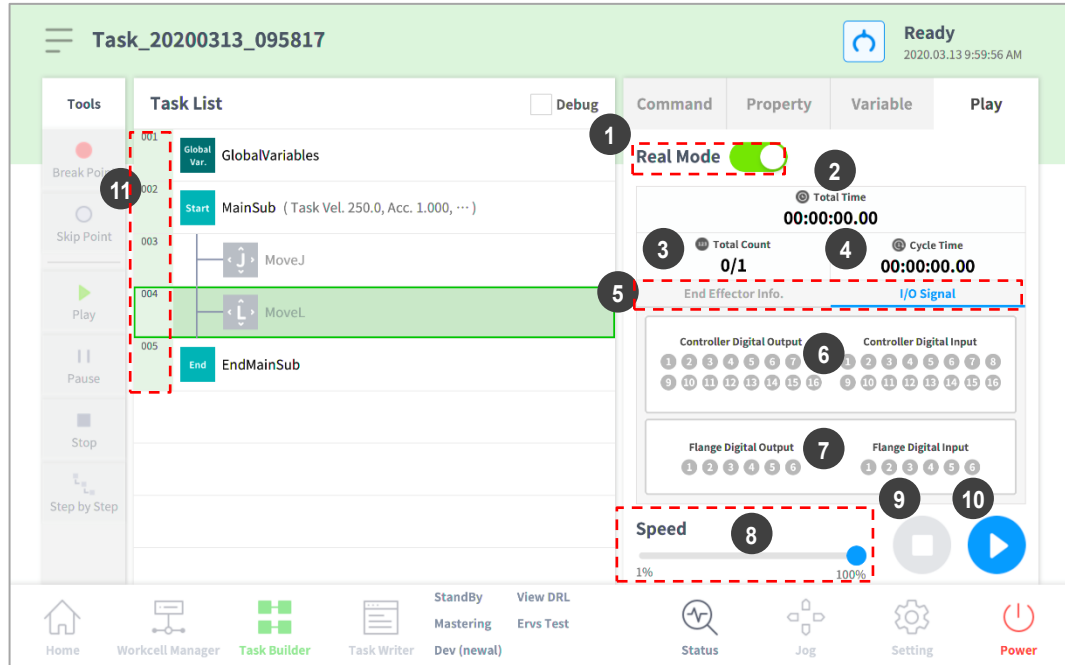 Task_20200313_095817
Ready
2020.03.13 9:59:56 AM
Tools
Task List
Debug
Command
Property
Variable
Play
1
Real Mode
Break Point
Skip Point
Play
Pause
Stop
Step by Step
11
001
Global
Var.
GlobalVariables
002
Start
MainSub ( Task Vel. 250.0, Acc. 1.000, ··· )
003
J
MoveJ
004
L
MoveL
005
End
EndMainSub
2
Total Time
00:00:00.00
3
123
Total Count
0/1
4
Cycle Time
00:00:00.00
5
End Effector Info.
I/O Signal
Controller Digital Output
1 2 3 4 5 6 7
9 10 11 12 13 14 15 16
6
Controller Digital Input
1 2 3 4 5 6 7 8
9 10 11 12 13 14 15 16
Flange Digital Output
1 2 3 4 5 6
7
Flange Digital Input
1 2 3 4 5 6
Speed
8
1%
100%
9
10
Home
Workcell Manager
Task Builder
Task Writer
StandBy
View DRL
Mastering
Ervs Test
Dev (newal)
Status
Jog
Setting
Power